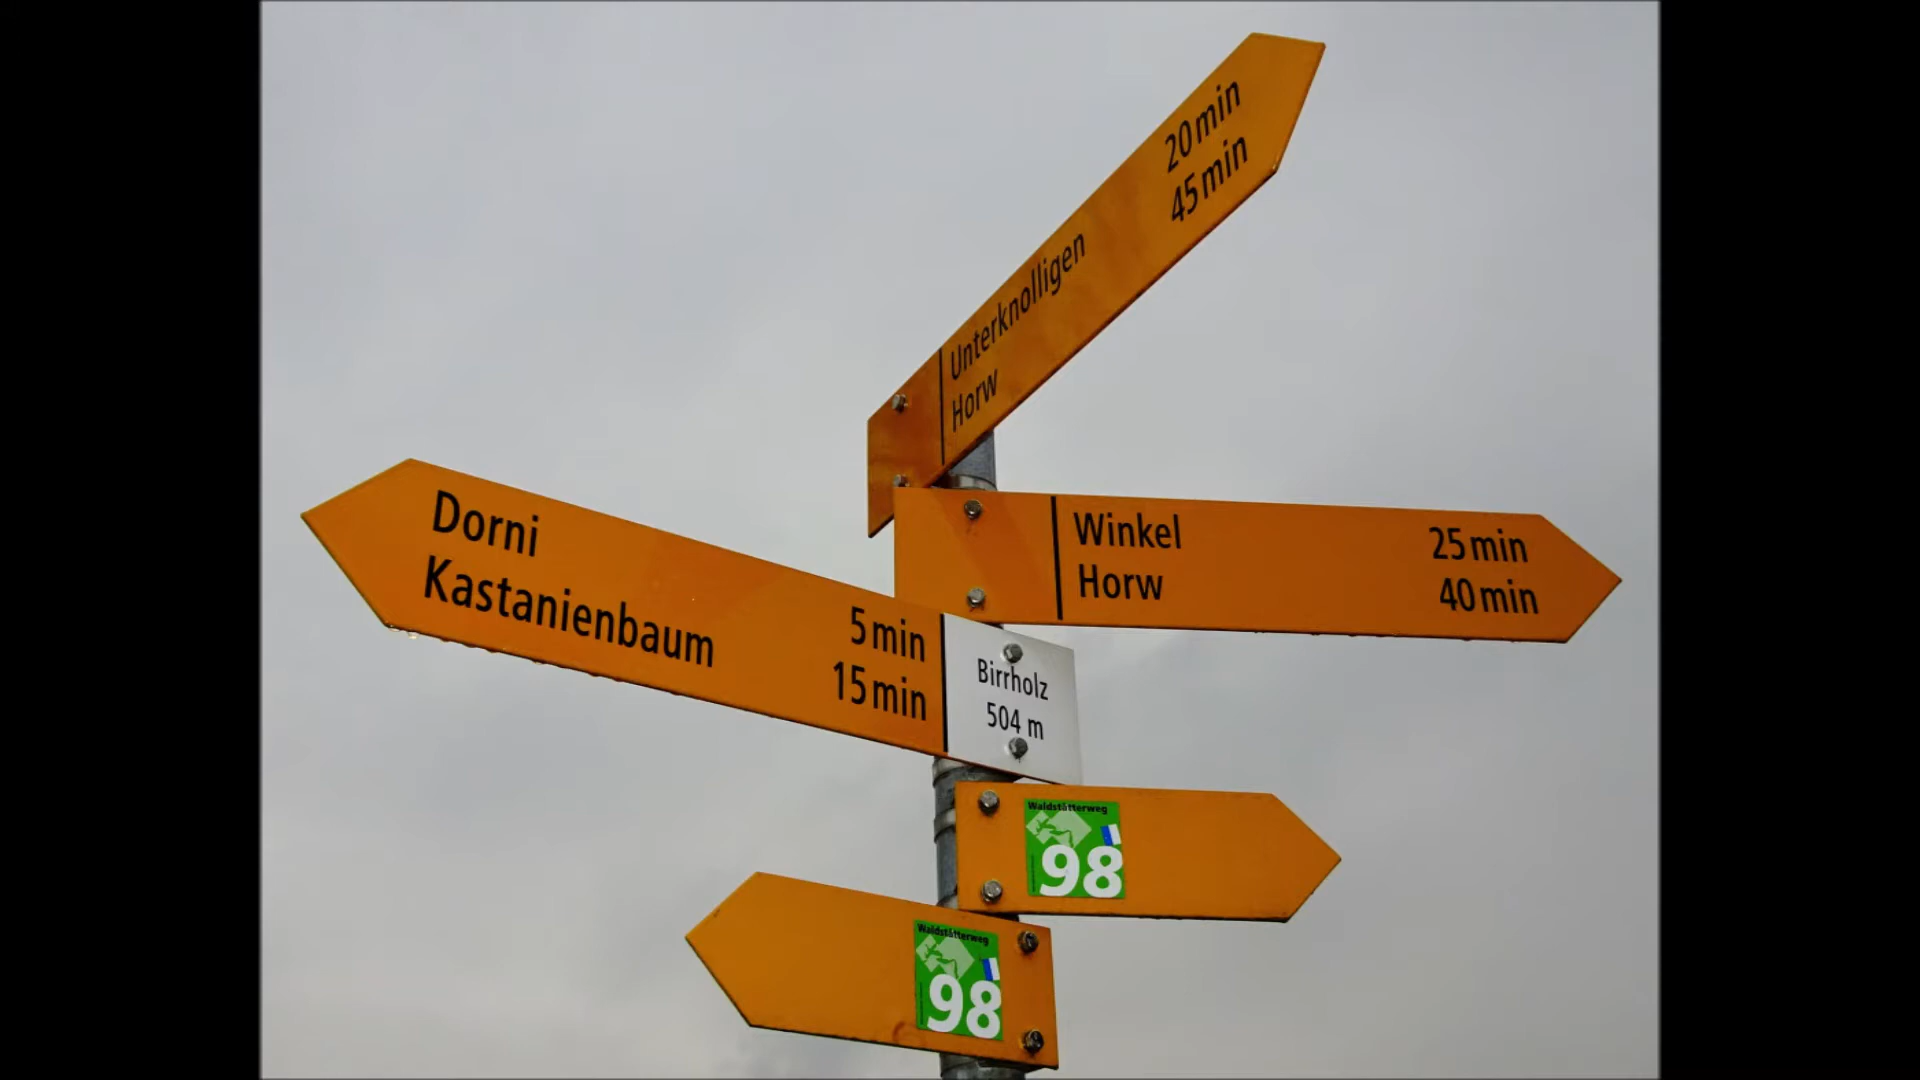 20 min
45 min
Unterknolligen
Horw
Winkel 25 min
Horw 40 min
Dorni 5 min
Kastanienbaum 15 min
Birrholz
504 m
Waldstätterweg
98
Waldstätterweg
98